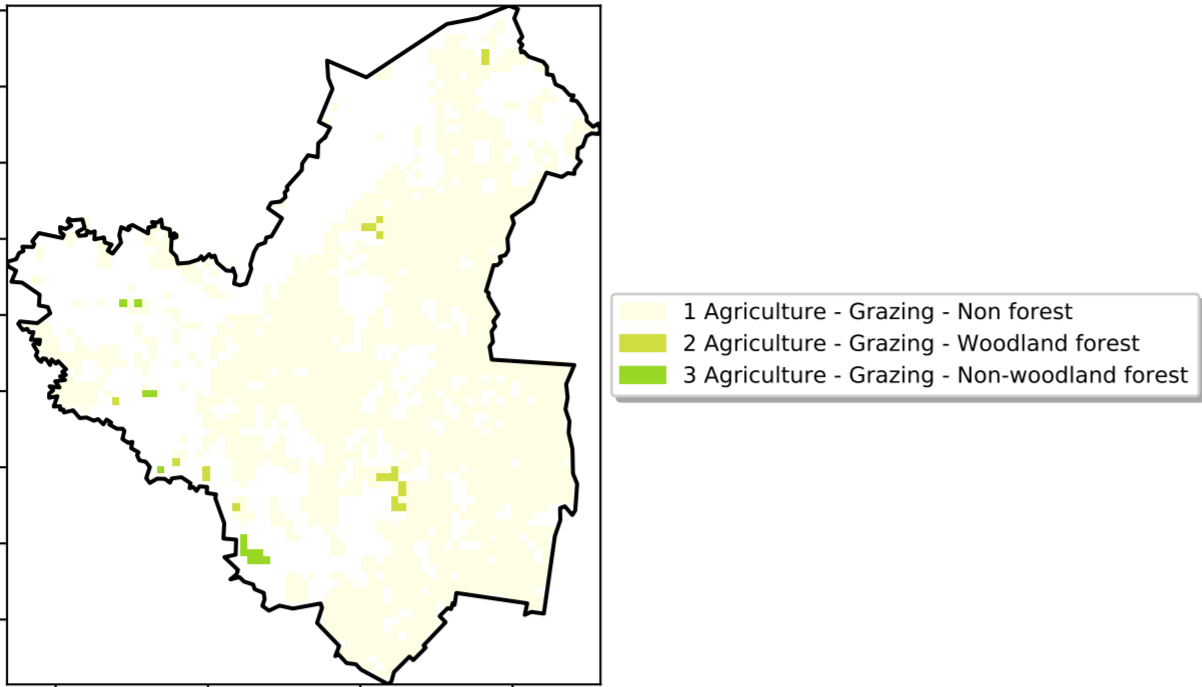 1 Agriculture - Grazing - Non forest
2 Agriculture - Grazing - Woodland forest
3 Agriculture - Grazing - Non-woodland forest